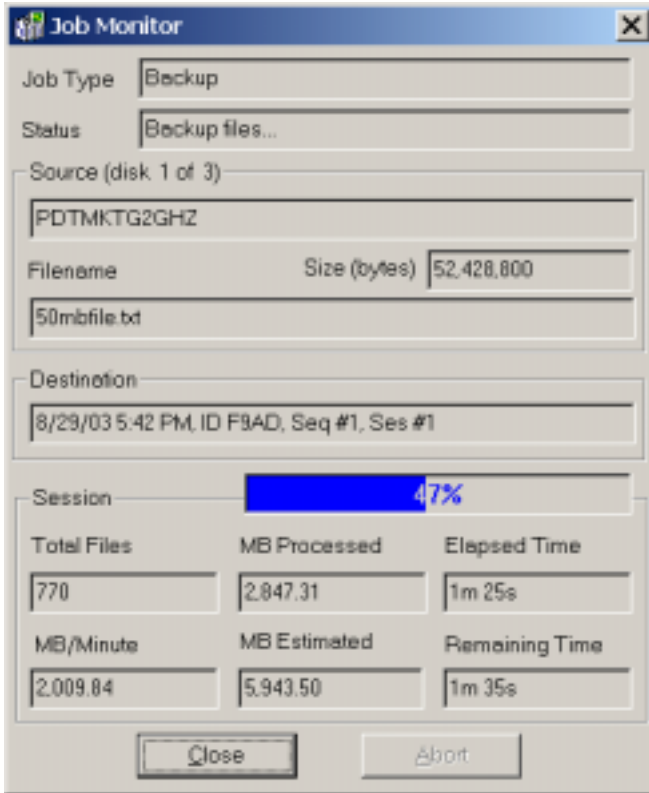 Job Monitor
Job Type Backup
Status Backup files...
Source (disk 1 of 3)
PDTMKTG2GHZ
Filename Size (bytes) 52,428,800
50mbfile.txt
Destination
8/29/03 5:42 PM, ID F9AD, Seq #1, Ses #1
Session 47%
Total Files MB Processed Elapsed Time
770 2,847.31 1m 25s
MB/Minute MB Estimated Remaining Time
2,009.84 5,943.50 1m 35s
Close Abort